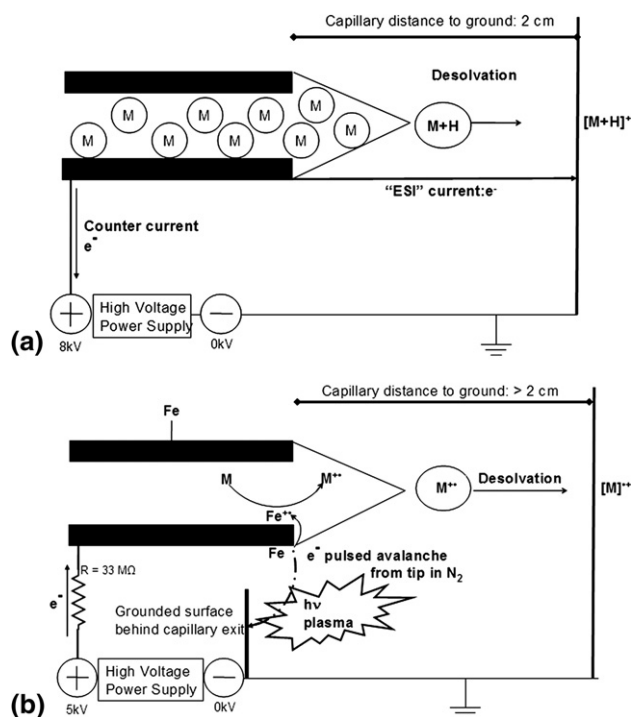 Capillary distance to ground: 2 cm
Desolvation
M
M
M
M
M
M
M
M
M
M+H
[M+H]⁺
"ESI" current:e⁻
Counter current
e⁻
+
High Voltage
Power Supply
−
8kV
0kV
(a)
Capillary distance to ground: > 2 cm
Fe
M
M⁺•
M⁺•
Desolvation
[M]•⁺
Fe⁺•
Fe
e⁻ pulsed avalanche
from tip in N₂
R = 33 MΩ
e⁻
Grounded surface
behind capillary exit
hν
plasma
+
High Voltage
Power Supply
−
5kV
0kV
(b)